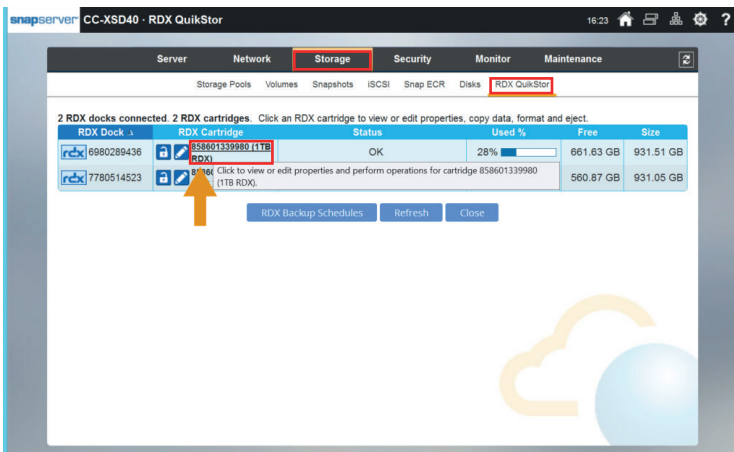 snapserver CC-XSD40 · RDX QuikStor 16:23 ?
Server Network Storage Security Monitor Maintenance
Storage Pools Volumes Snapshots iSCSI Snap ECR Disks RDX QuikStor
2 RDX docks connected. 2 RDX cartridges. Click an RDX cartridge to view or edit properties, copy data, format and eject.
RDX Dock RDX Cartridge Status Used % Free Size
rdx 6980289436 858601339980 (1TB RDX) OK 28% 661.63 GB 931.51 GB
rdx 7780514523 560.87 GB 931.05 GB
Click to view or edit properties and perform operations for cartridge 858601339980
(1TB RDX).
RDX Backup Schedules Refresh Close